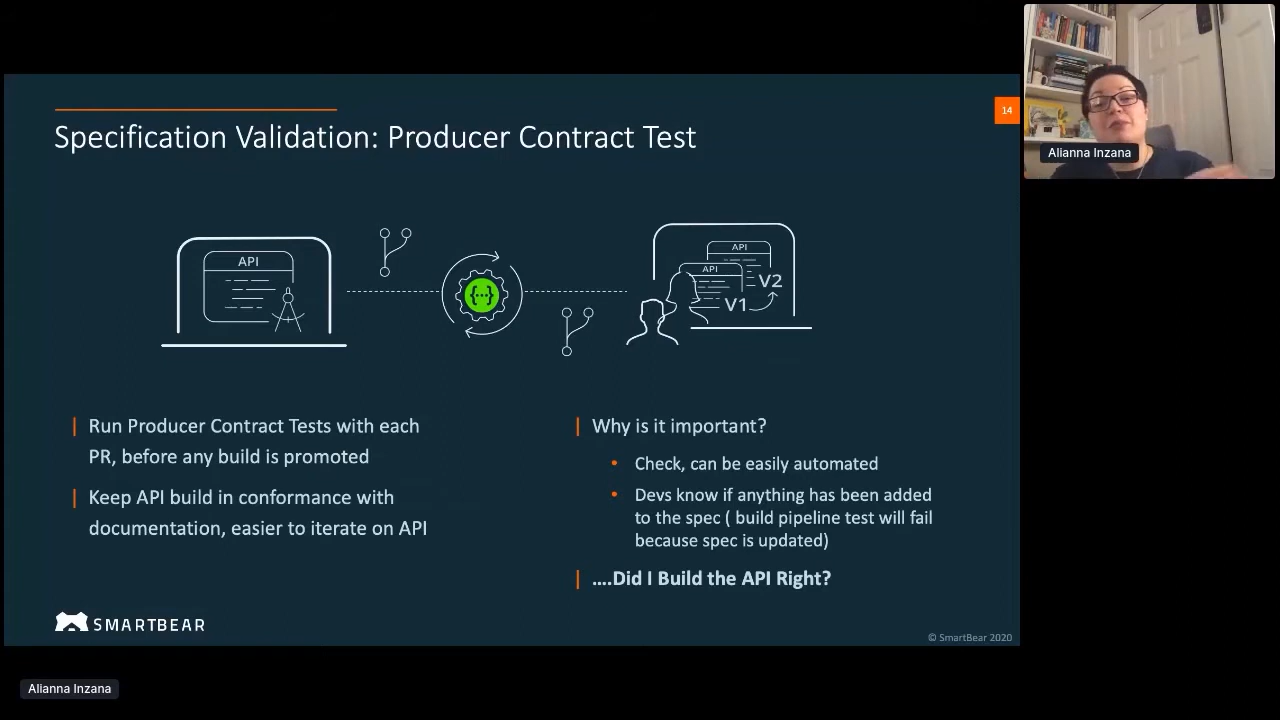 Alianna Inzana
14
Specification Validation: Producer Contract Test
API
{...}
API
API
V2
V1
| Run Producer Contract Tests with each
PR, before any build is promoted
| Keep API build in conformance with
documentation, easier to iterate on API
| Why is it important?
• Check, can be easily automated
• Devs know if anything has been added
to the spec ( build pipeline test will fail
because spec is updated)
| ....Did I Build the API Right?
SMARTBEAR
© SmartBear 2020
Alianna Inzana